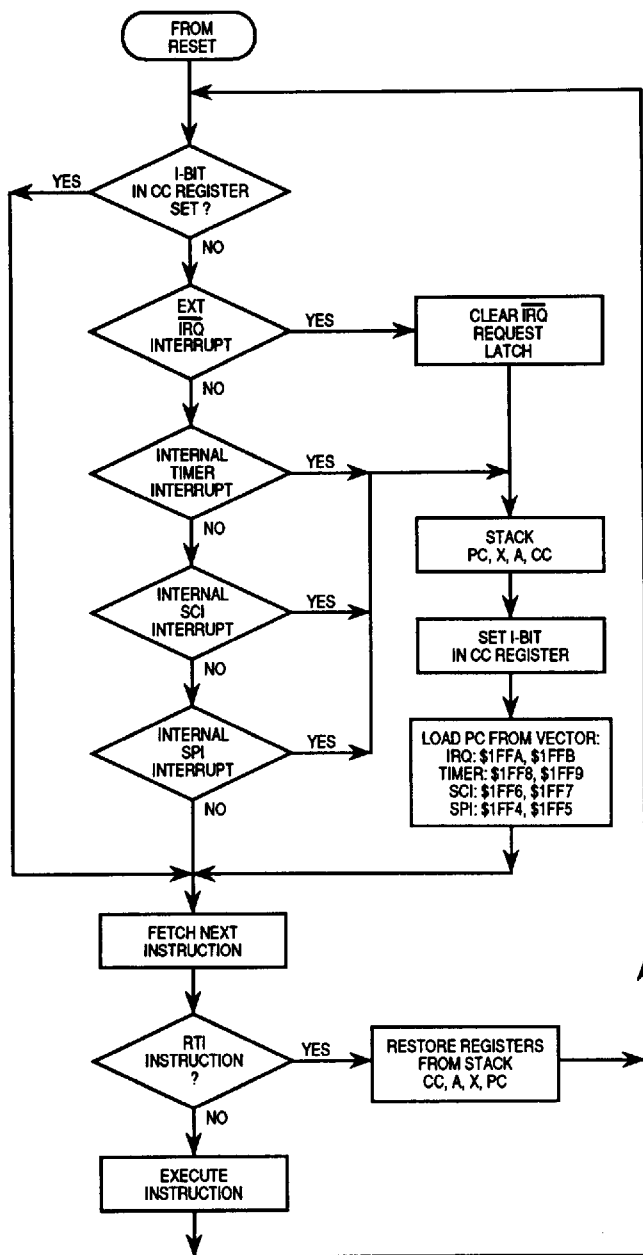 FROM
RESET
I-BIT
IN CC REGISTER
SET ?
YES
NO
EXT
IRQ
INTERRUPT
YES
NO
CLEAR IRQ
REQUEST
LATCH
INTERNAL
TIMER
INTERRUPT
YES
NO
STACK
PC, X, A, CC
INTERNAL
SCI
INTERRUPT
YES
NO
SET I-BIT
IN CC REGISTER
INTERNAL
SPI
INTERRUPT
YES
NO
LOAD PC FROM VECTOR:
IRQ: $1FFA, $1FFB
TIMER: $1FF8, $1FF9
SCI: $1FF6, $1FF7
SPI: $1FF4, $1FF5
FETCH NEXT
INSTRUCTION
RTI
INSTRUCTION
?
YES
NO
RESTORE REGISTERS
FROM STACK
CC, A, X, PC
EXECUTE
INSTRUCTION